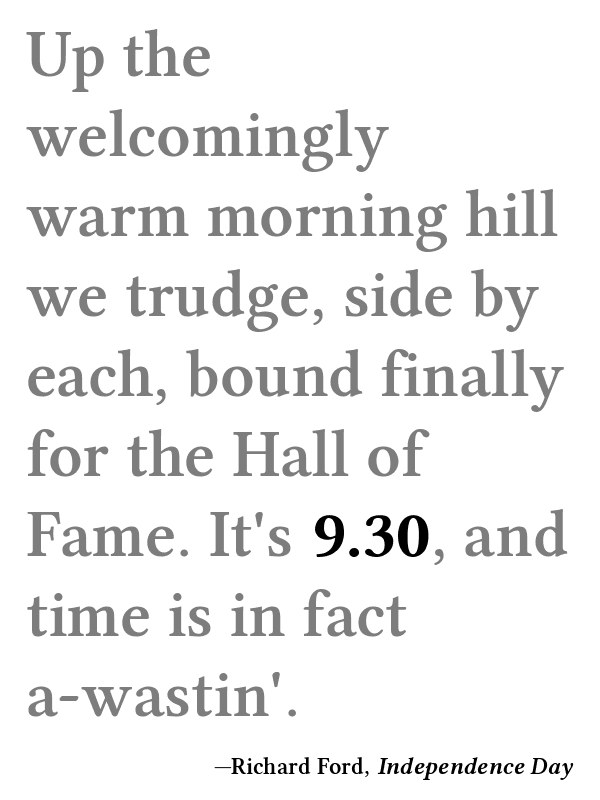 Up the
welcomingly
warm morning hill
we trudge, side by
each, bound finally
for the Hall of
Fame. It's 9.30, and
time is in fact
a-wastin'.
—Richard Ford, Independence Day